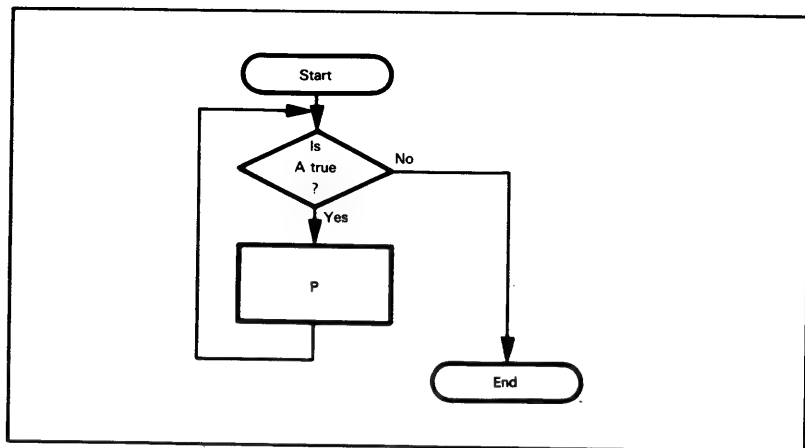 Start
Is
A true
?
No
Yes
P
End